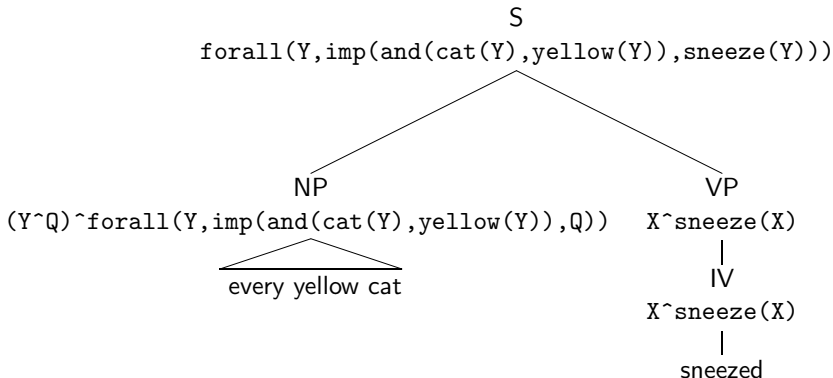 S
forall(Y,imp(and(cat(Y),yellow(Y)),sneeze(Y)))
NP VP
(Y^Q)^forall(Y,imp(and(cat(Y),yellow(Y)),Q)) X^sneeze(X)
every yellow cat IV
X^sneeze(X)
sneezed